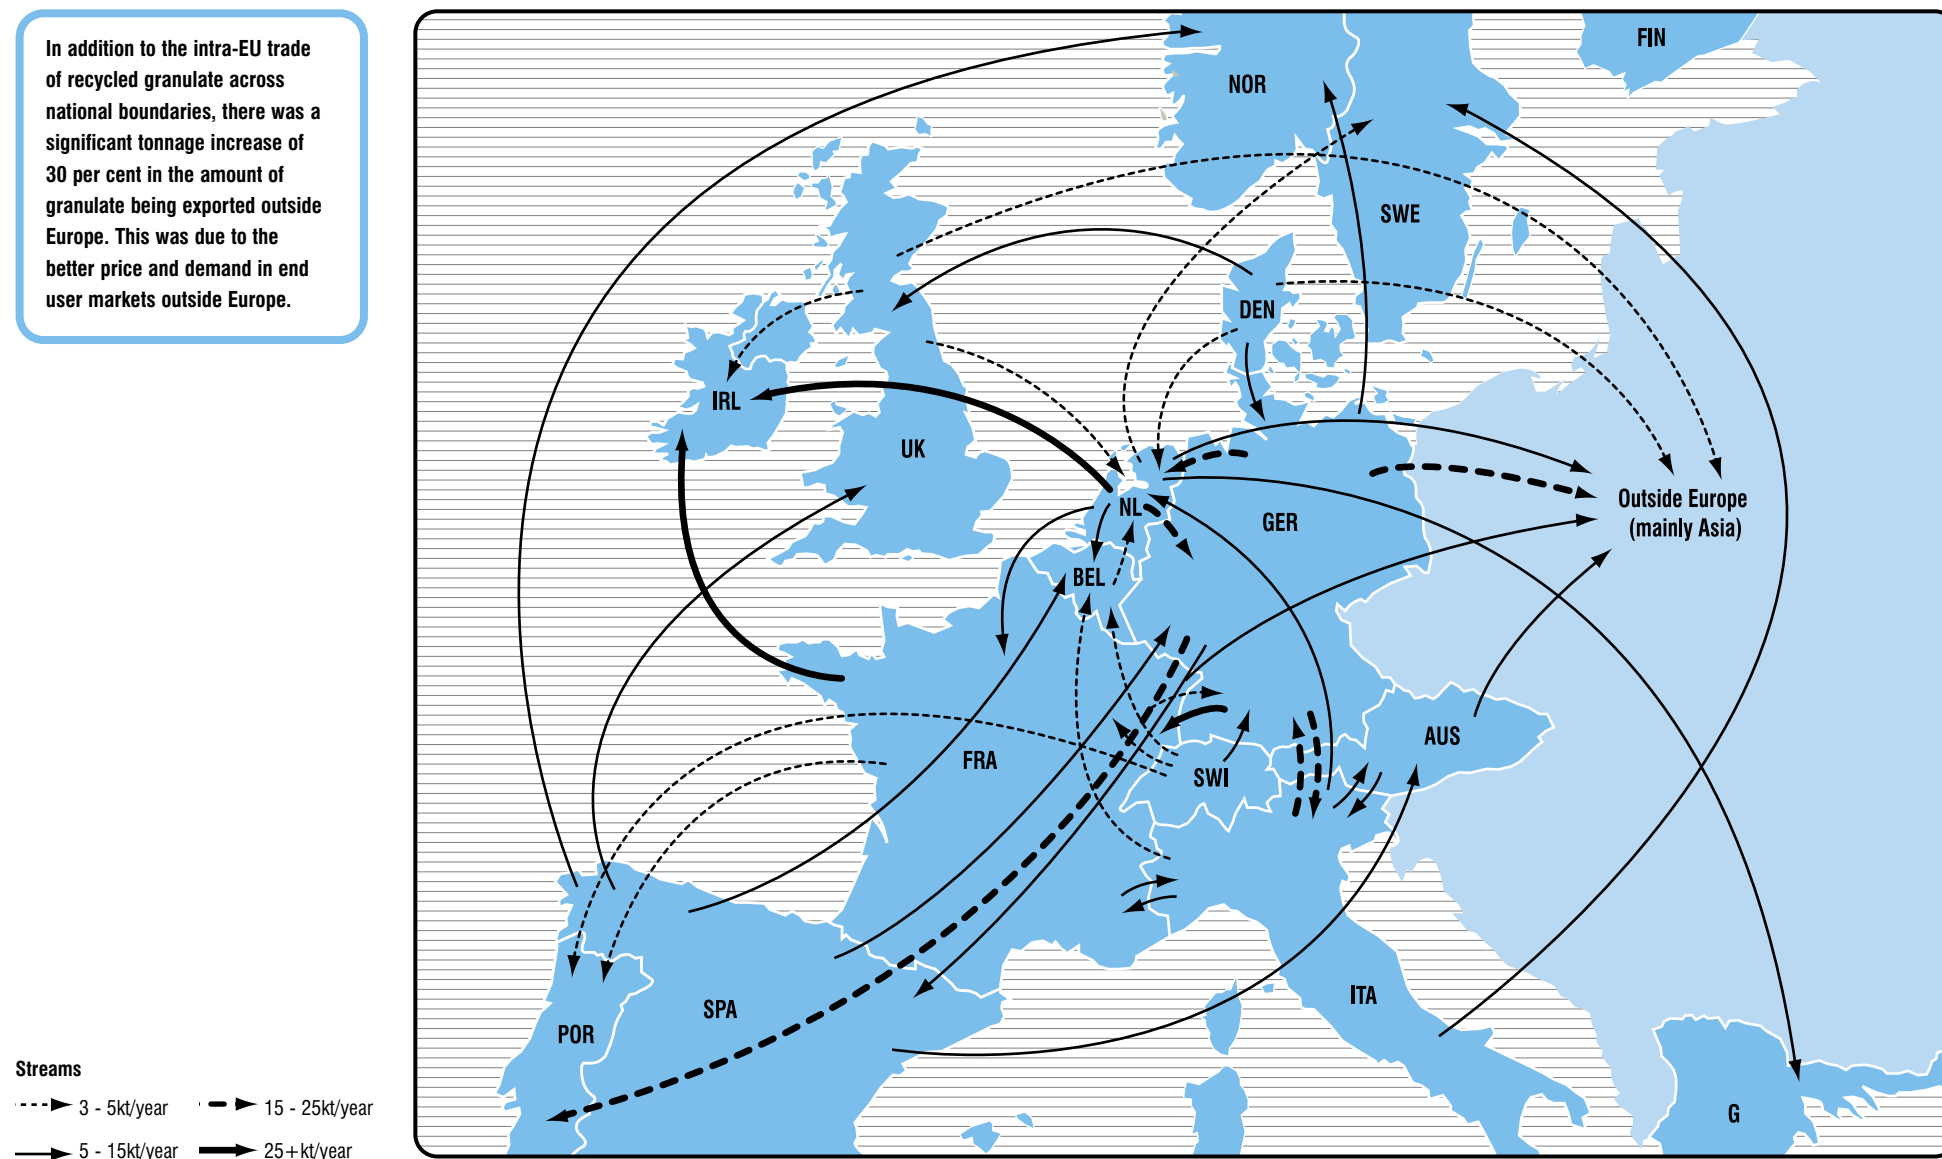 In addition to the intra-EU trade
of recycled granulate across
national boundaries, there was a
significant tonnage increase of
30 per cent in the amount of
granulate being exported outside
Europe. This was due to the
better price and demand in end
user markets outside Europe.
FIN
NOR
SWE
DEN
IRL
UK
NL
GER
Outside Europe
(mainly Asia)
BEL
FRA
SWI
AUS
ITA
SPA
POR
G
Streams
3 - 5kt/year
15 - 25kt/year
5 - 15kt/year
25+kt/year